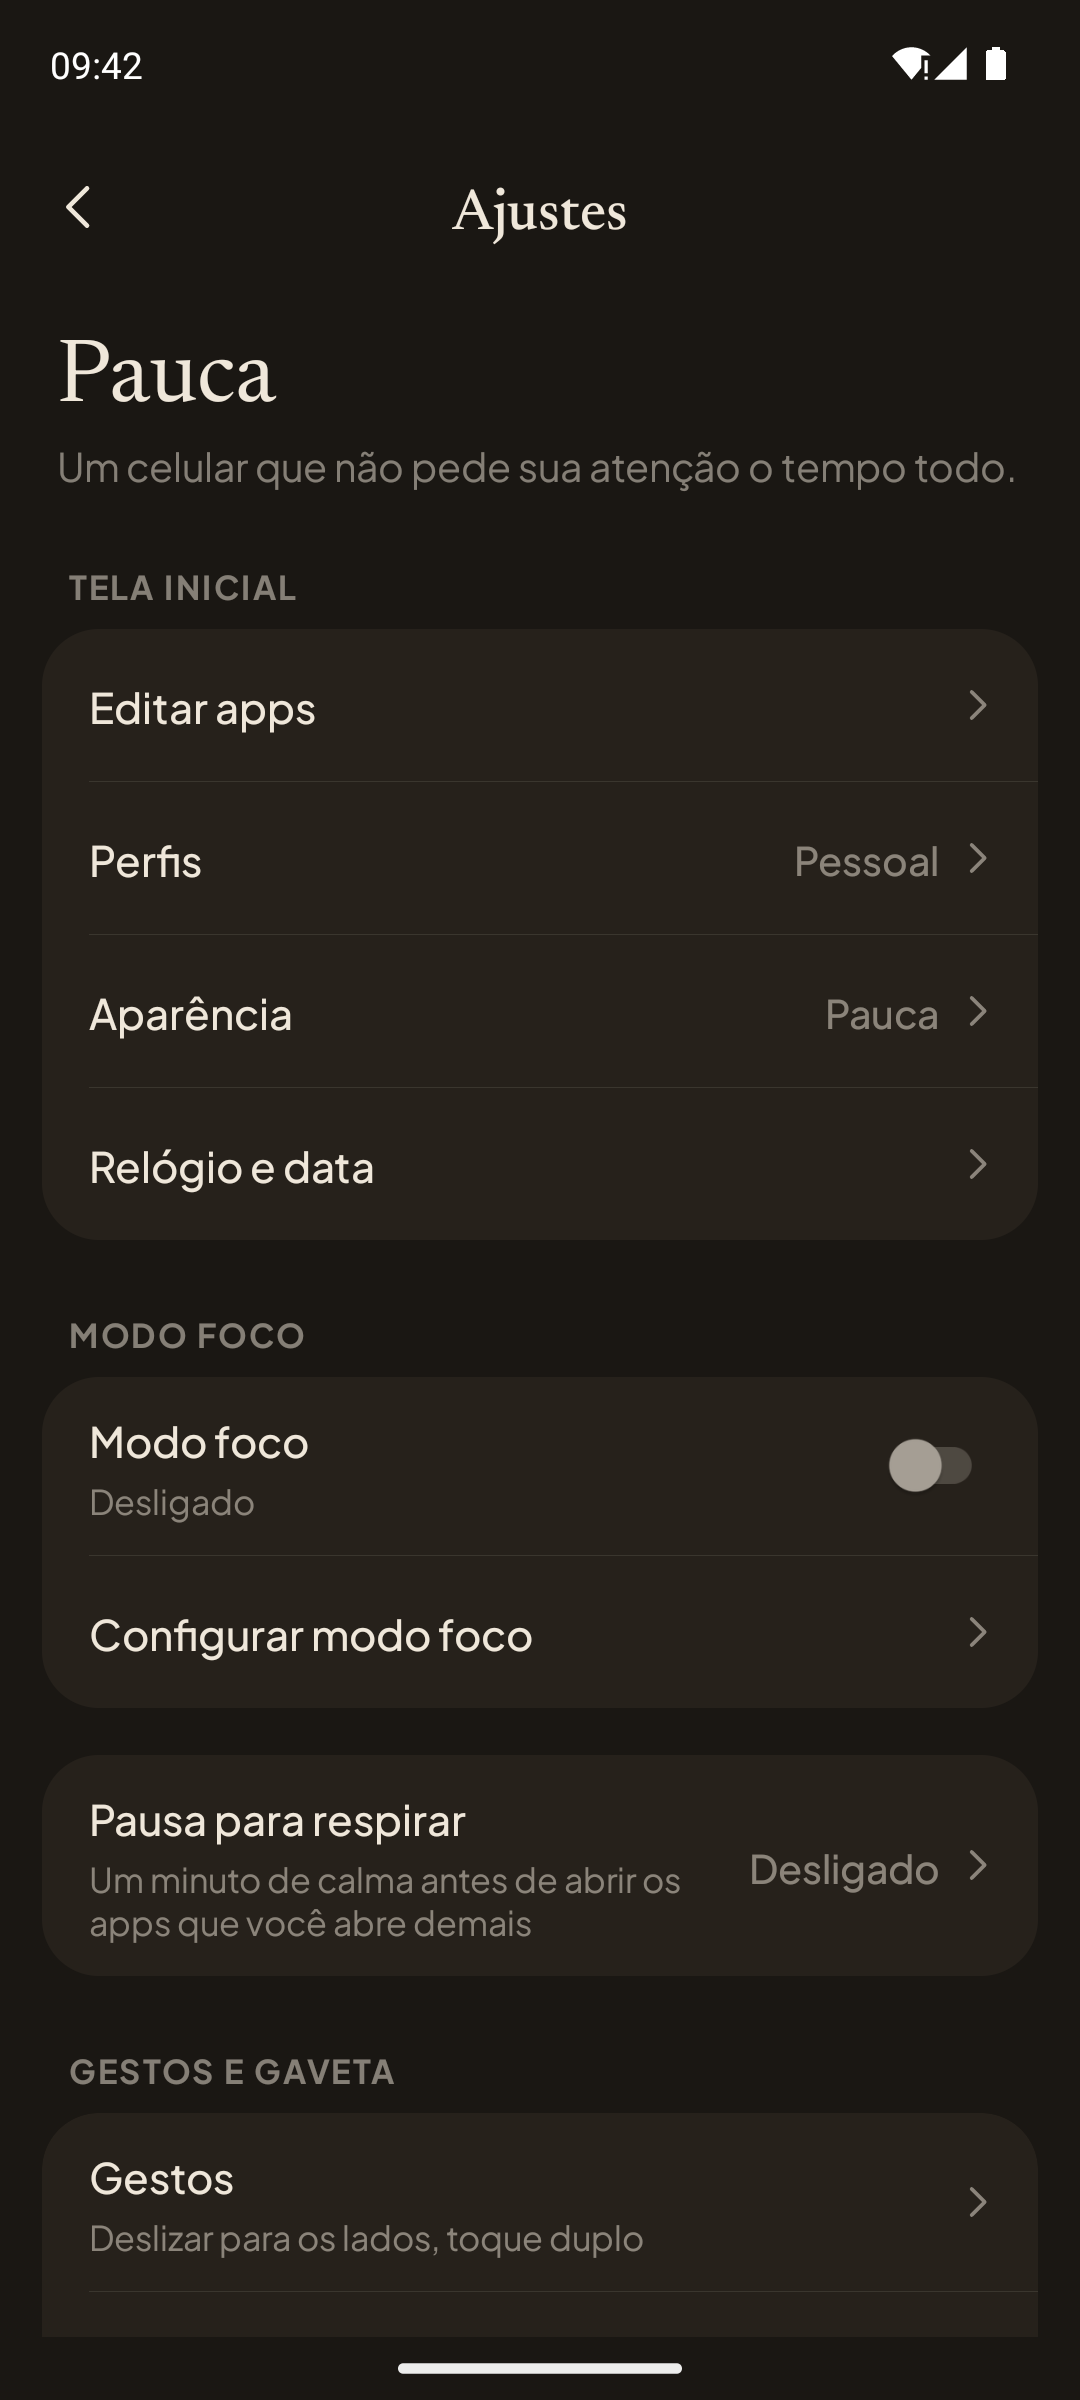 09:42
Ajustes
Pauca
Um celular que não pede sua atenção o tempo todo.
TELA INICIAL
Editar apps
Perfis
Pessoal
Aparência
Pauca
Relógio e data
MODO FOCO
Modo foco
Desligado
Configurar modo foco
Pausa para respirar
Um minuto de calma antes de abrir os
apps que você abre demais
Desligado
GESTOS E GAVETA
Gestos
Deslizar para os lados, toque duplo